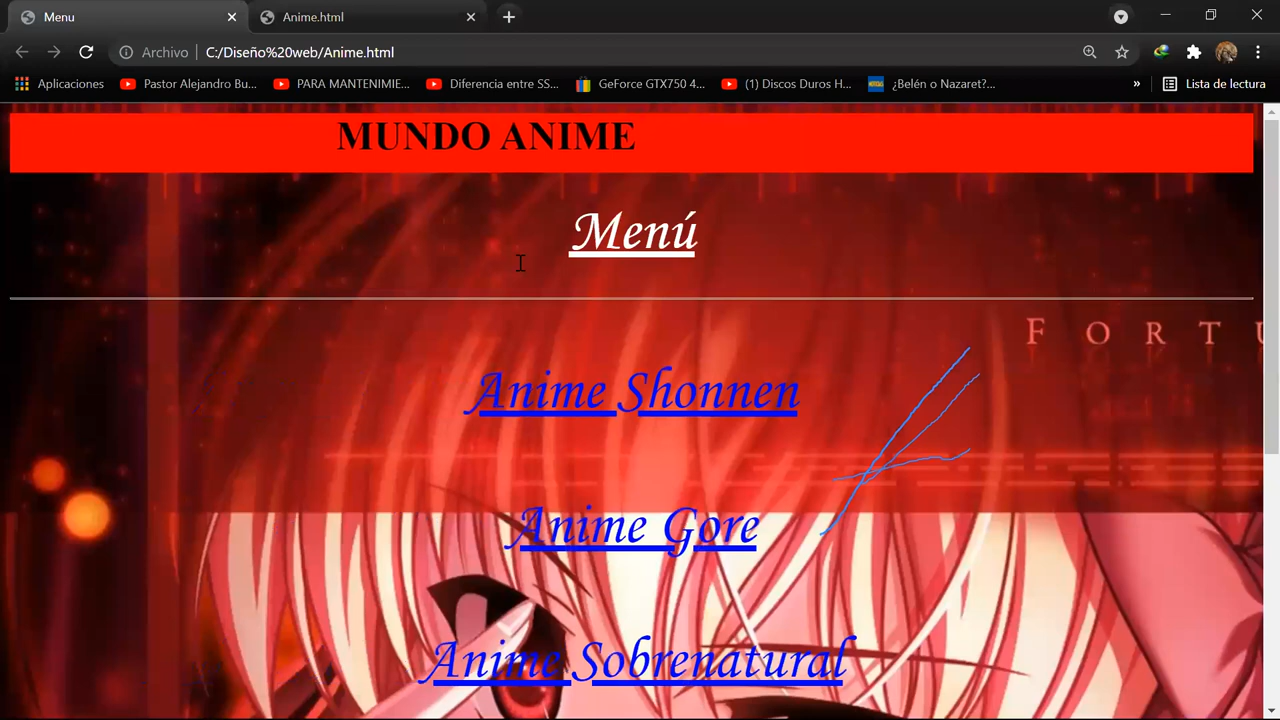 Menu
Anime.html
Archivo
C:/Diseño%20web/Anime.html
Aplicaciones
Pastor Alejandro Bu...
PARA MANTENIMIE...
Diferencia entre SS...
GeForce GTX750 4...
(1) Discos Duros H...
¿Belén o Nazaret?...
»
Lista de lectura
MUNDO ANIME
Menú
FORTU
Anime Shonnen
Anime Gore
Anime Sobrenatural